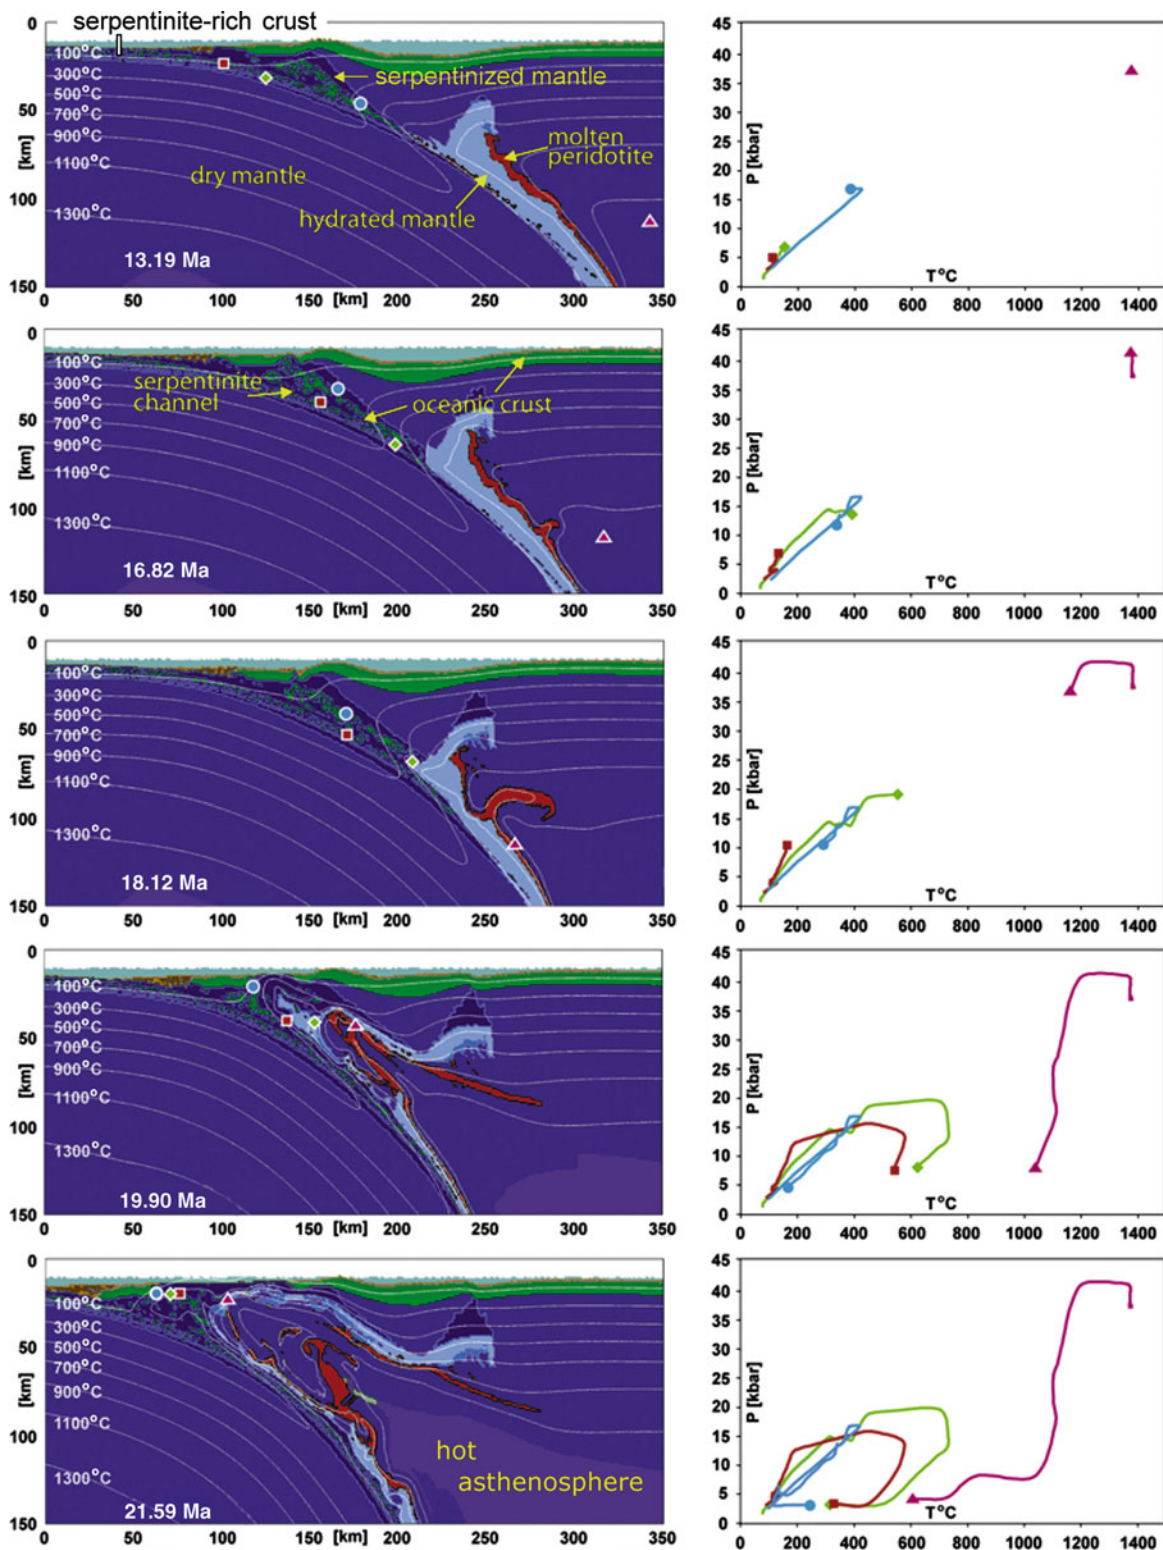 serpentinite-rich crust
0
100°C
300°C
500°C
700°C
900°C
1100°C
1300°C
50
100
150
[km]
serpentinized mantle
molten
peridotite
dry mantle
hydrated mantle
13.19 Ma
0 50 100 150 [km] 200 250 300 350
45
40
35
30
25
20
15
10
5
0
P [kbar]
T°C
0 200 400 600 800 1000 1200 1400
0
100°C
300°C
500°C
700°C
900°C
1100°C
1300°C
50
100
150
[km]
serpentinite
channel
oceanic crust
16.82 Ma
0 50 100 150 [km] 200 250 300 350
45
40
35
30
25
20
15
10
5
0
P [kbar]
T°C
0 200 400 600 800 1000 1200 1400
0
100°C
300°C
500°C
700°C
900°C
1100°C
1300°C
50
100
150
[km]
18.12 Ma
0 50 100 150 [km] 200 250 300 350
45
40
35
30
25
20
15
10
5
0
P [kbar]
T°C
0 200 400 600 800 1000 1200 1400
0
100°C
300°C
500°C
700°C
900°C
1100°C
1300°C
50
100
150
[km]
19.90 Ma
0 50 100 150 [km] 200 250 300 350
45
40
35
30
25
20
15
10
5
0
P [kbar]
T°C
0 200 400 600 800 1000 1200 1400
0
100°C
300°C
500°C
700°C
900°C
1100°C
1300°C
50
100
150
[km]
hot
asthenosphere
21.59 Ma
0 50 100 150 [km] 200 250 300 350
45
40
35
30
25
20
15
10
5
0
P [kbar]
T°C
0 200 400 600 800 1000 1200 1400